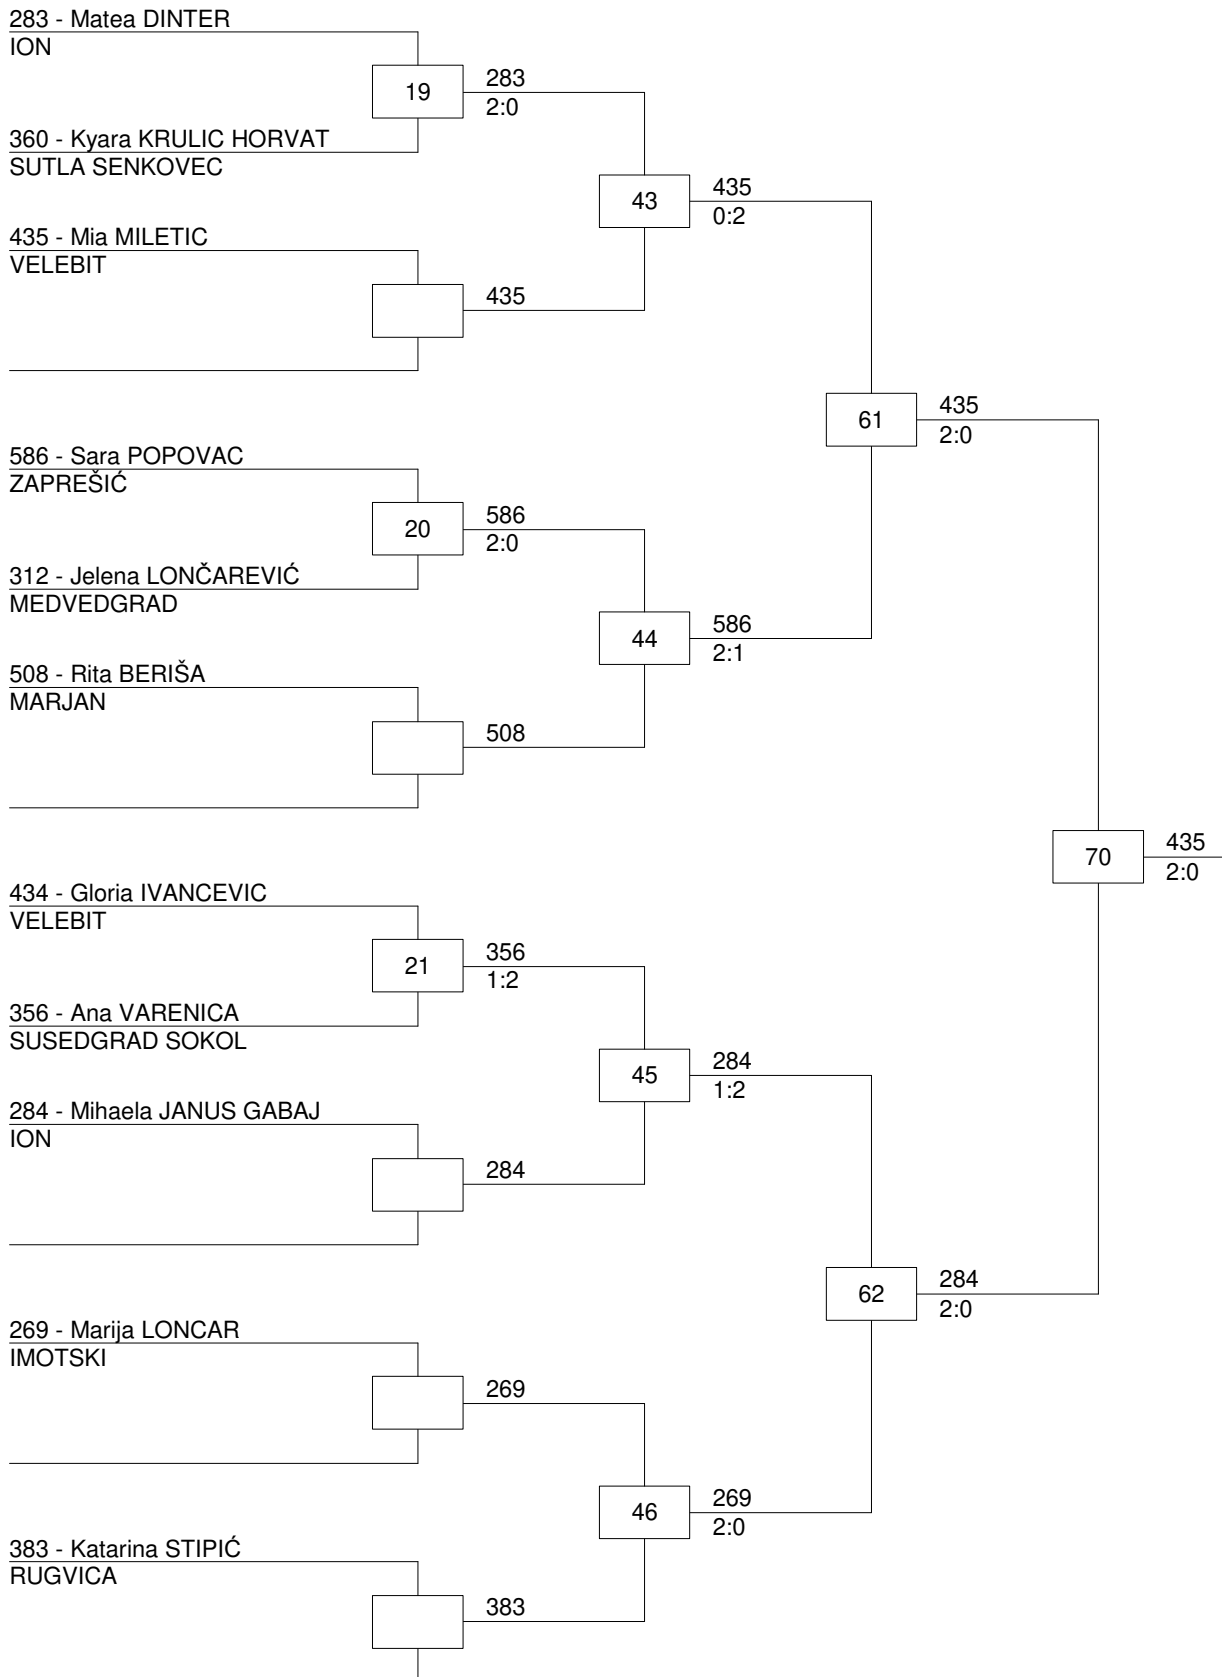 283 - Matea DINTER
ION
19
283
2:0
360 - Kyara KRULIC HORVAT
SUTLA SENKOVEC
43
435
0:2
435 - Mia MILETIC
VELEBIT
435
61
435
2:0
586 - Sara POPOVAC
ZAPREŠIĆ
20
586
2:0
312 - Jelena LONČAREVIĆ
MEDVEDGRAD
44
586
2:1
508 - Rita BERIŠA
MARJAN
508
70
435
2:0
434 - Gloria IVANCEVIC
VELEBIT
21
356
1:2
356 - Ana VARENICA
SUSEDGRAD SOKOL
45
284
1:2
284 - Mihaela JANUS GABAJ
ION
284
62
284
2:0
269 - Marija LONCAR
IMOTSKI
269
46
269
2:0
383 - Katarina STIPIĆ
RUGVICA
383